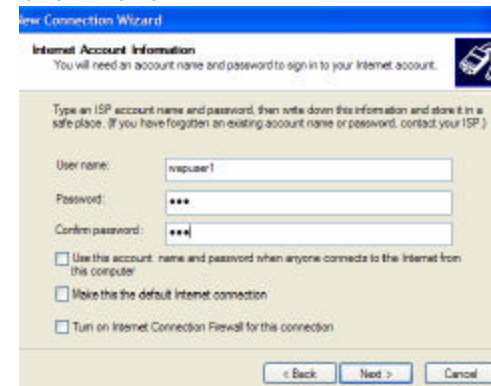 New Connection Wizard
Internet Account Information
You will need an account name and password to sign in to your Internet account.
Type an ISP account name and password, then write down this information and store it in a
safe place. (If you have forgotten an existing account name or password, contact your ISP.)
User name:
wapuser1
Password:
•••
Confirm password:
•••
Use this account name and password when anyone connects to the Internet from
this computer
Make this the default Internet connection
Turn on Internet Connection Firewall for this connection
< Back
Next >
Cancel